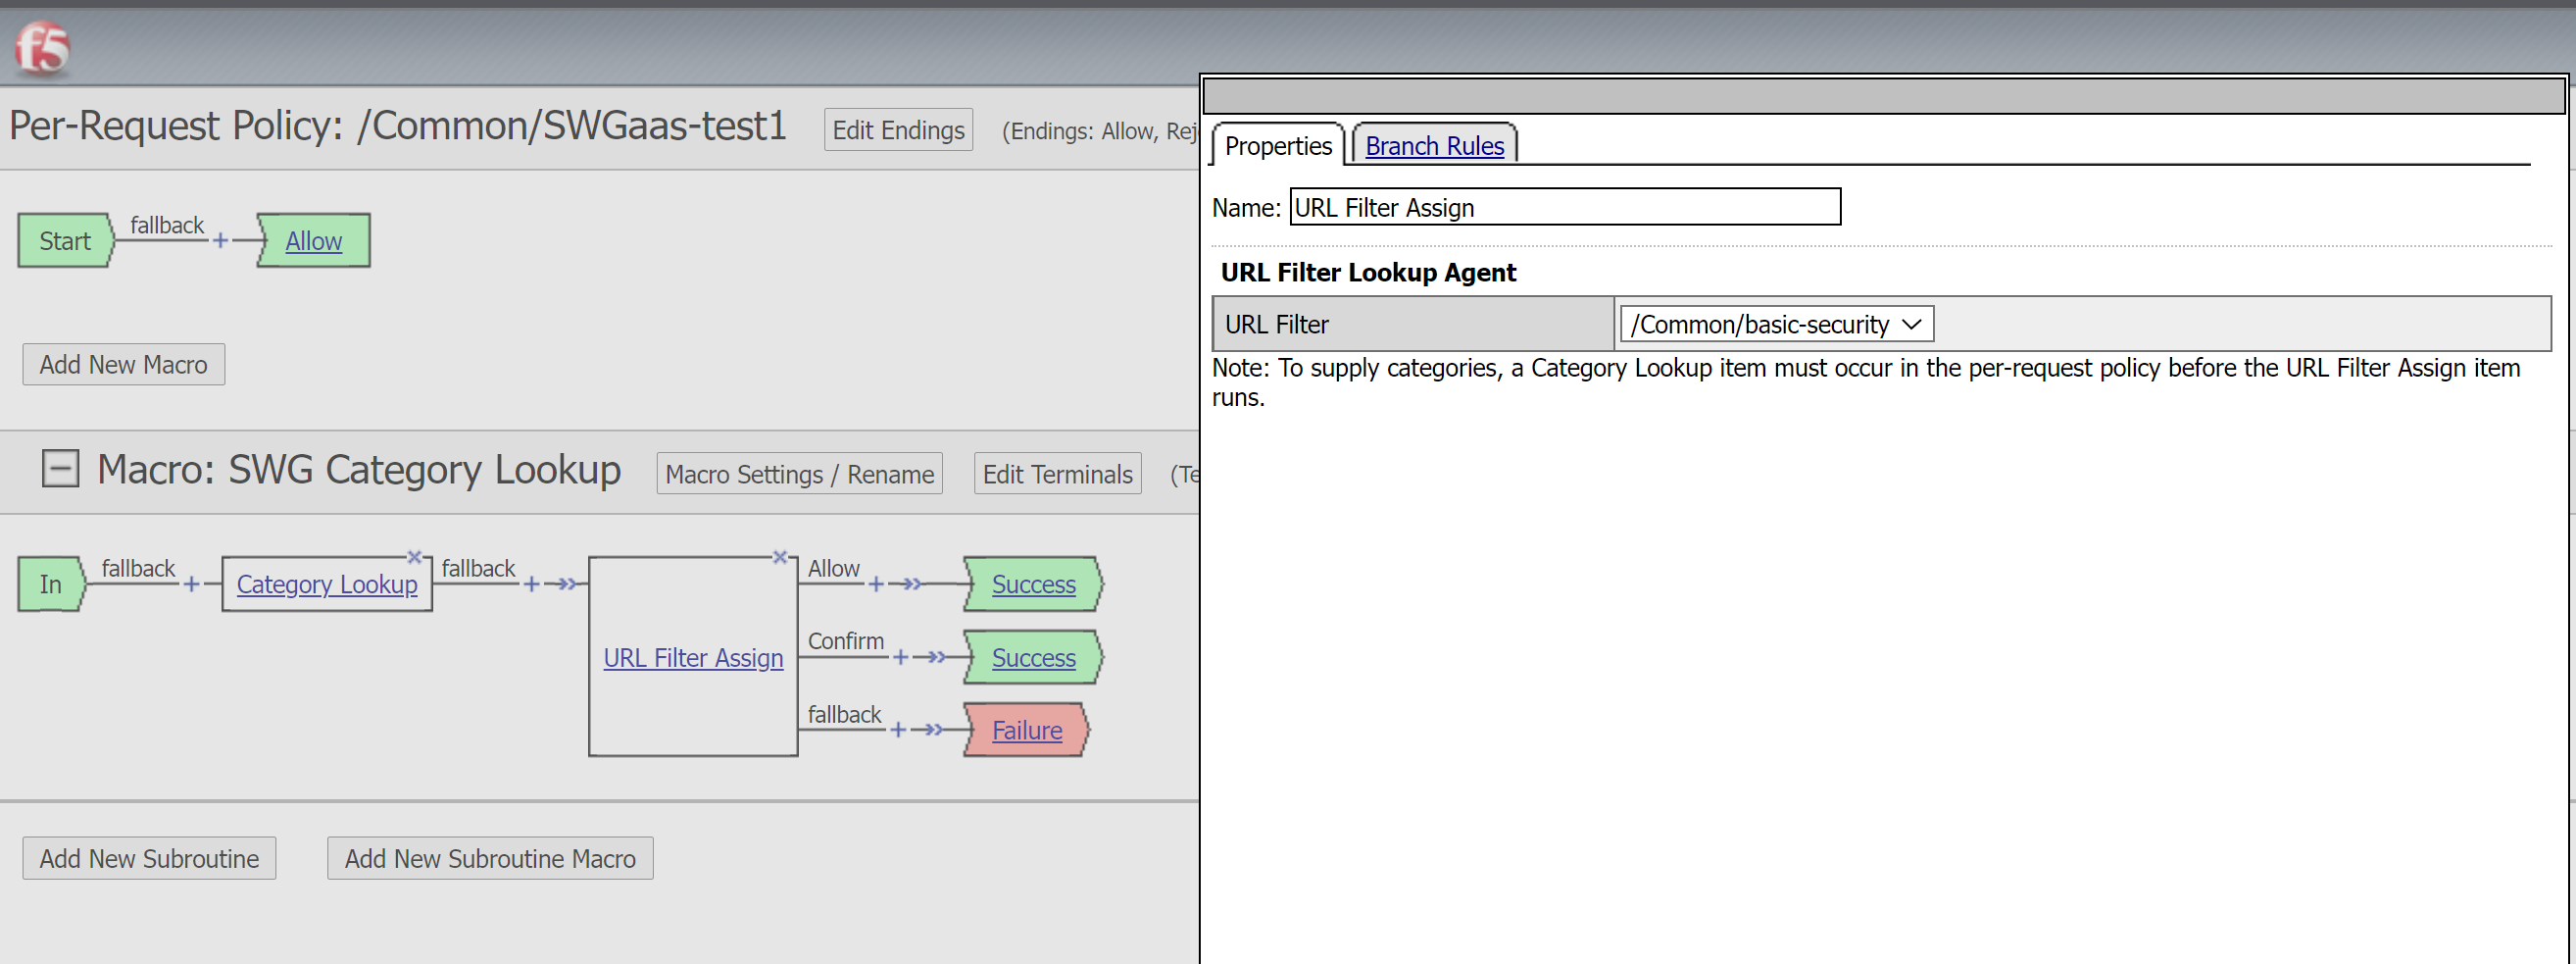 f5
Per-Request Policy: /Common/SWGaas-test1
Edit Endings
(Endings: Allow,
Start
fallback
Allow
Add New Macro
Macro: SWG Category Lookup
Macro Settings / Rename
Edit Terminals
In
fallback
Category Lookup
fallback
URL Filter Assign
Allow
Success
Confirm
Success
fallback
Failure
Add New Subroutine
Add New Subroutine Macro
Properties
Branch Rules
Name: URL Filter Assign
URL Filter Lookup Agent
URL Filter
/Common/basic-security
Note: To supply categories, a Category Lookup item must occur in the per-request policy before the URL Filter Assign item
runs.